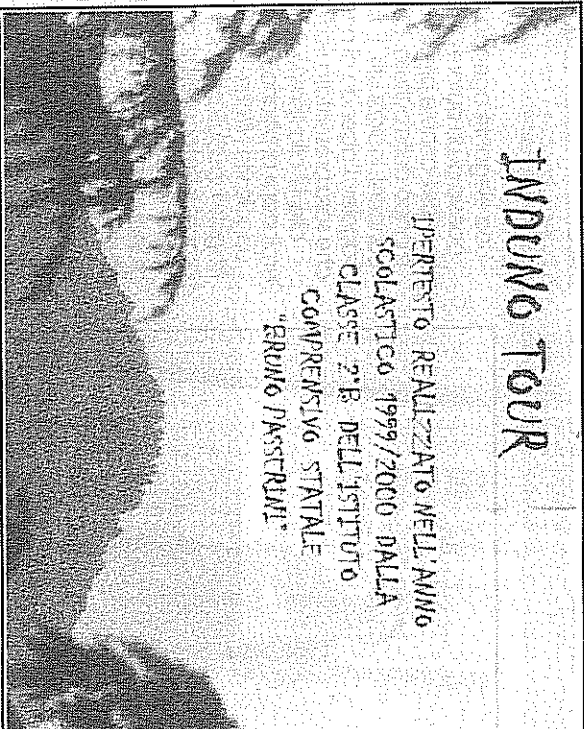 INDUNO TOUR
IPERTESTO REALIZZATO NELL'ANNO
SCOLASTICO 1999/2000 DALLA
CLASSE 2°B DELL'ISTITUTO
COMPRENSIVO STATALE
"BRUNO PASSERINI"